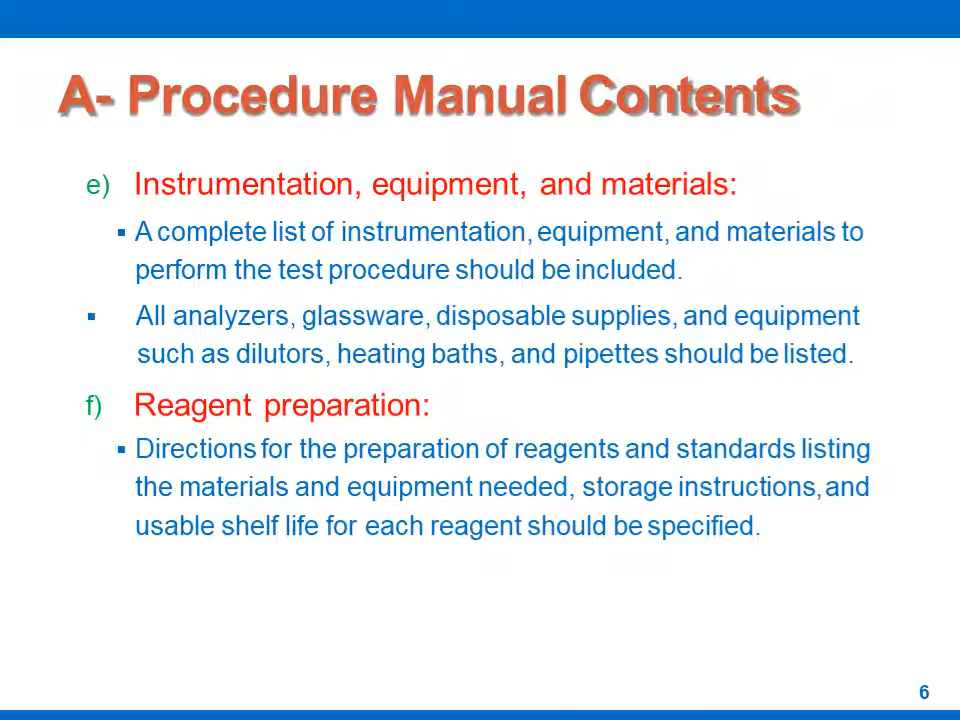 A- Procedure Manual Contents
e) Instrumentation, equipment, and materials:
▪ A complete list of instrumentation, equipment, and materials to
perform the test procedure should be included.
▪ All analyzers, glassware, disposable supplies, and equipment
such as dilutors, heating baths, and pipettes should be listed.
f) Reagent preparation:
▪ Directions for the preparation of reagents and standards listing
the materials and equipment needed, storage instructions, and
usable shelf life for each reagent should be specified.
6